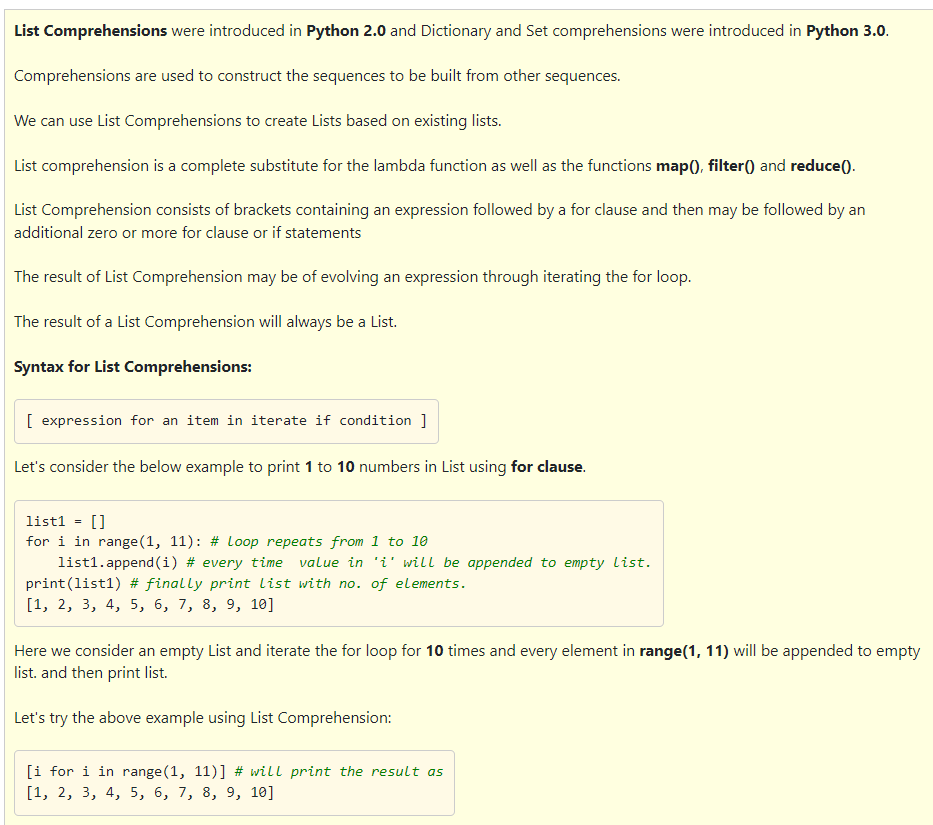 List Comprehensions were introduced in Python 2.0 and Dictionary and Set comprehensions were introduced in Python 3.0.
Comprehensions are used to construct the sequences to be built from other sequences.
We can use List Comprehensions to create Lists based on existing lists.
List comprehension is a complete substitute for the lambda function as well as the functions map(), filter() and reduce().
List Comprehension consists of brackets containing an expression followed by a for clause and then may be followed by an
additional zero or more for clause or if statements
The result of List Comprehension may be of evolving an expression through iterating the for loop.
The result of a List Comprehension will always be a List.
Syntax for List Comprehensions:
[ expression for an item in iterate if condition ]
Let's consider the below example to print 1 to 10 numbers in List using for clause.
list1 = []
for i in range(1, 11): # loop repeats from 1 to 10
    list1.append(i) # every time  value in 'i' will be appended to empty list.
print(list1) # finally print list with no. of elements.
[1, 2, 3, 4, 5, 6, 7, 8, 9, 10]
Here we consider an empty List and iterate the for loop for 10 times and every element in range(1, 11) will be appended to empty
list. and then print list.
Let's try the above example using List Comprehension:
[i for i in range(1, 11)] # will print the result as
[1, 2, 3, 4, 5, 6, 7, 8, 9, 10]